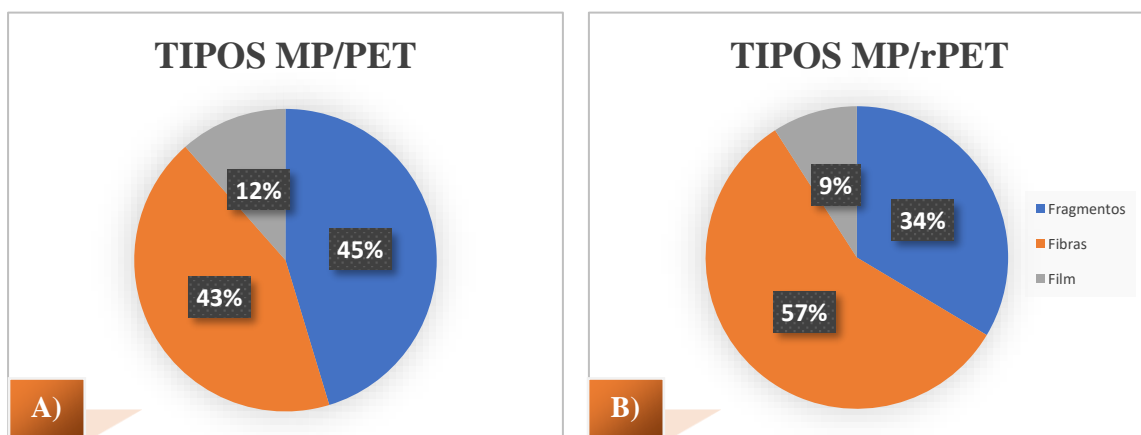 TIPOS MP/PET
12%
45%
43%
A)
TIPOS MP/rPET
9%
34%
57%
Fragmentos
Fibras
Film
B)